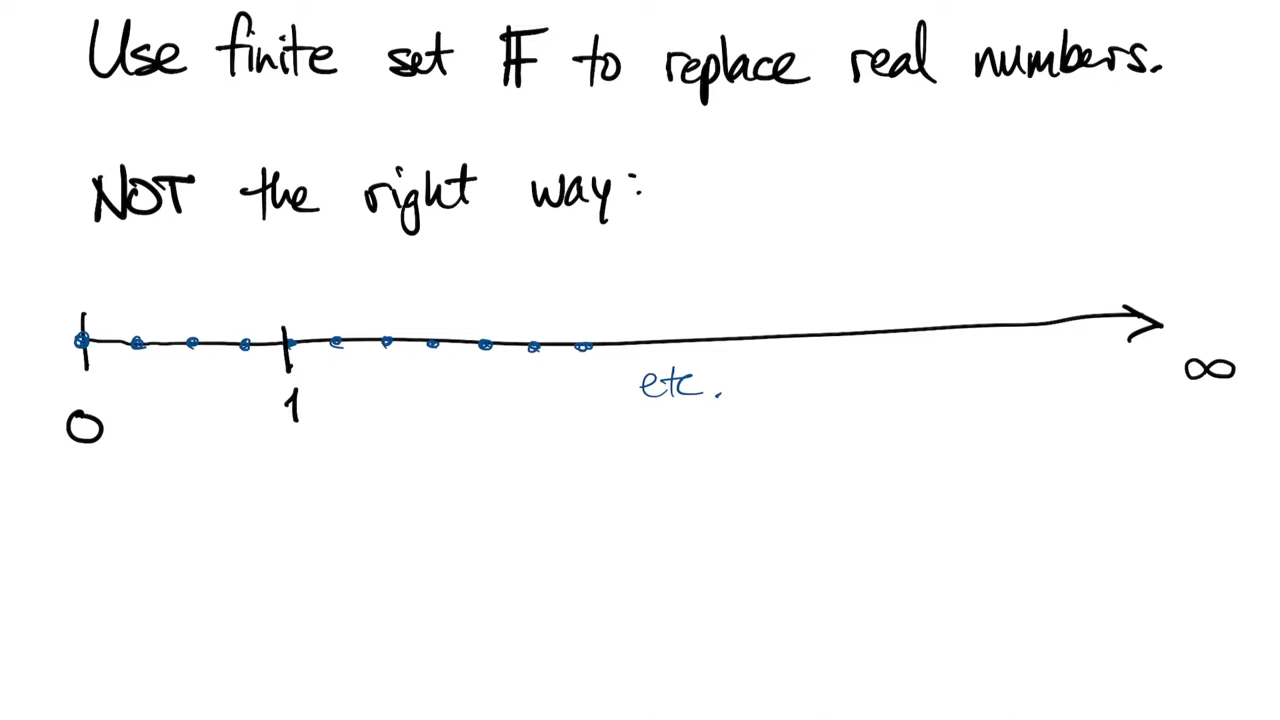 Use finite set 𝔽 to replace real numbers.
NOT the right way:
∞
etc.
1
0